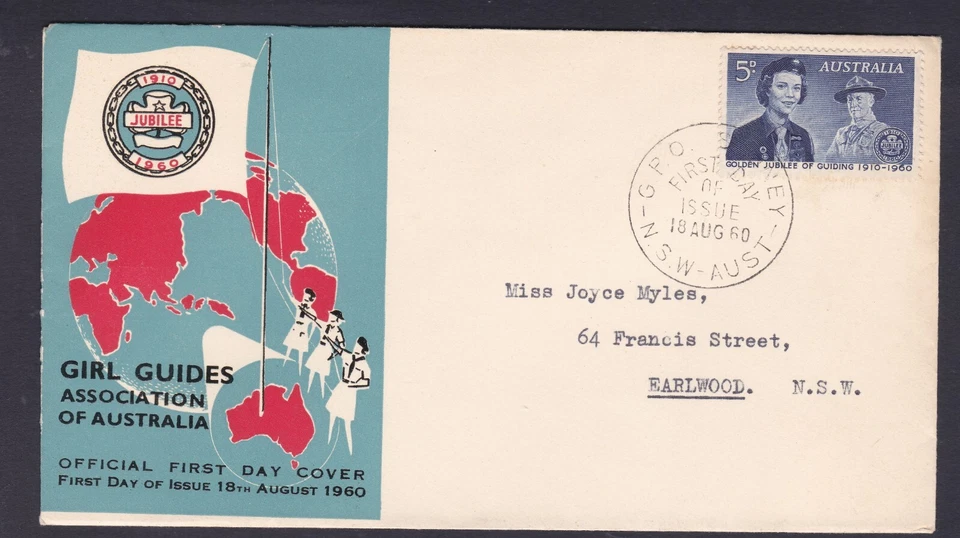 1910
JUBILEE
1960
GIRL GUIDES
ASSOCIATION
OF AUSTRALIA
OFFICIAL FIRST DAY COVER
FIRST DAY OF ISSUE 18TH AUGUST 1960
5D. AUSTRALIA
GOLDEN JUBILEE OF GUIDING 1910-1960
G.P.O. SYDNEY
FIRST DAY
OF
ISSUE
18 AUG 60
N.S.W-AUST
Miss Joyce Myles,
64 Francis Street,
EARLWOOD. N.S.W.